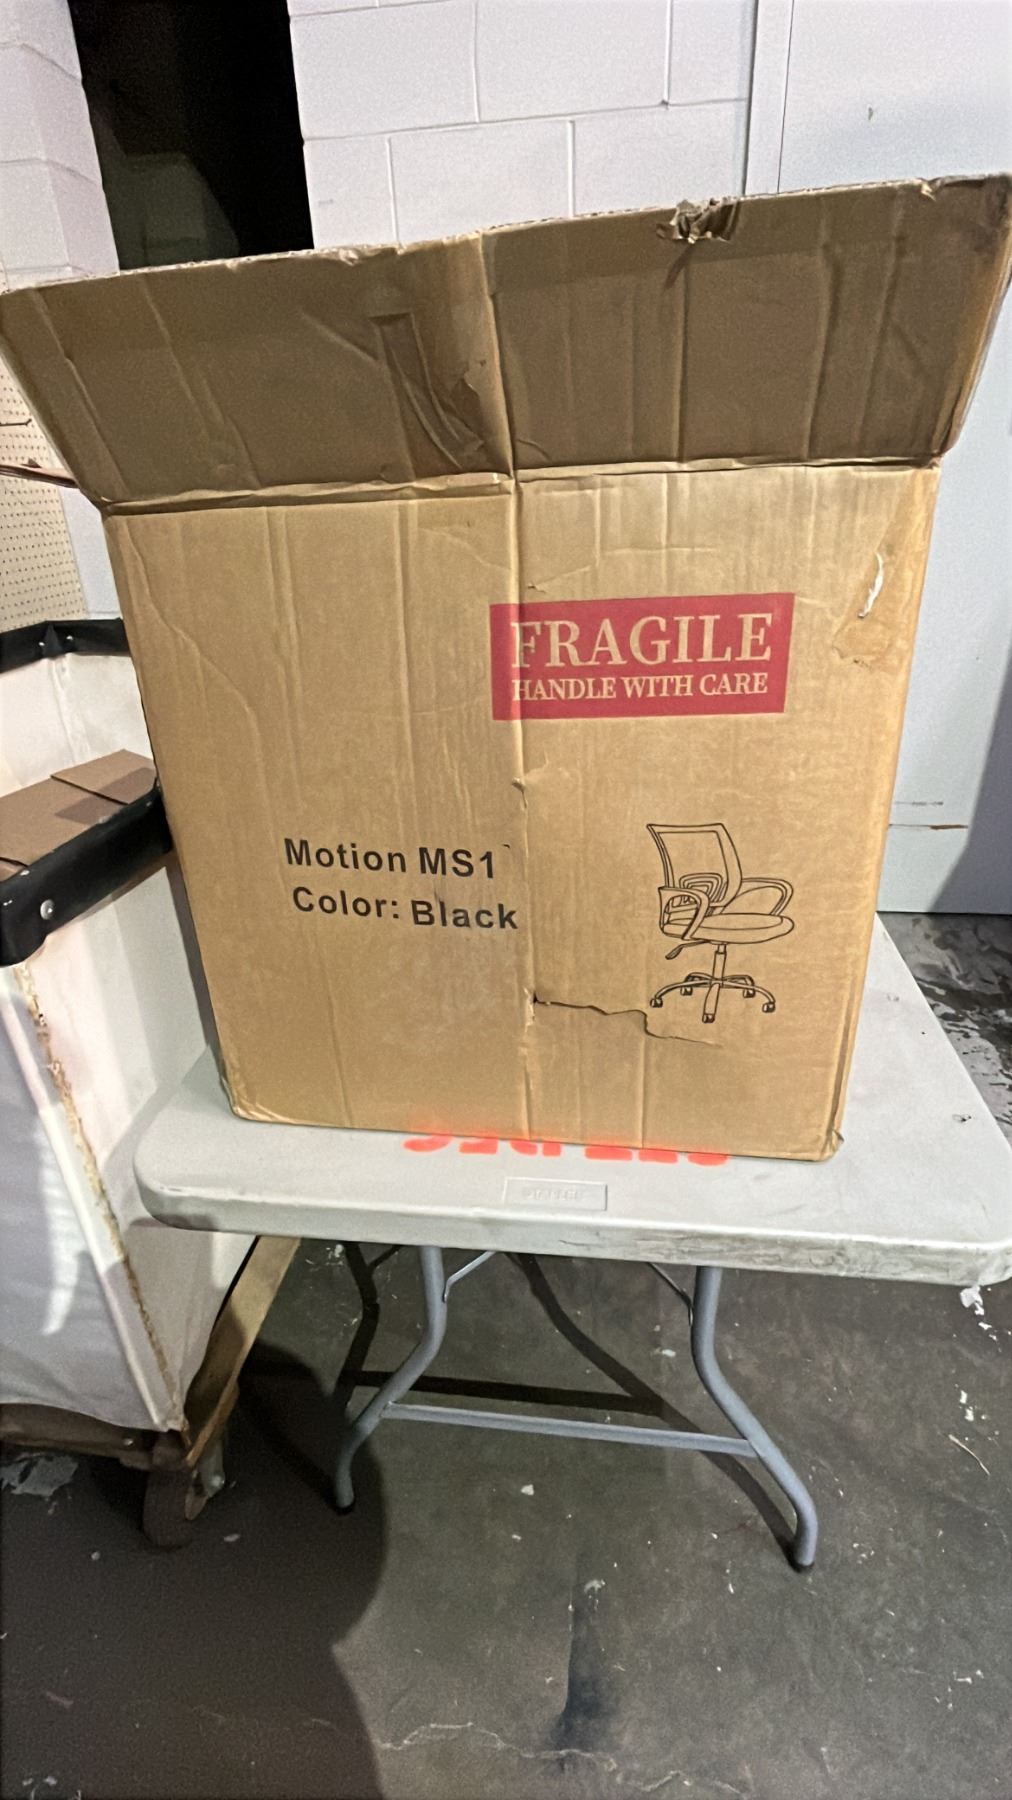 FRAGILE
HANDLE WITH CARE
Motion MS1
Color: Black